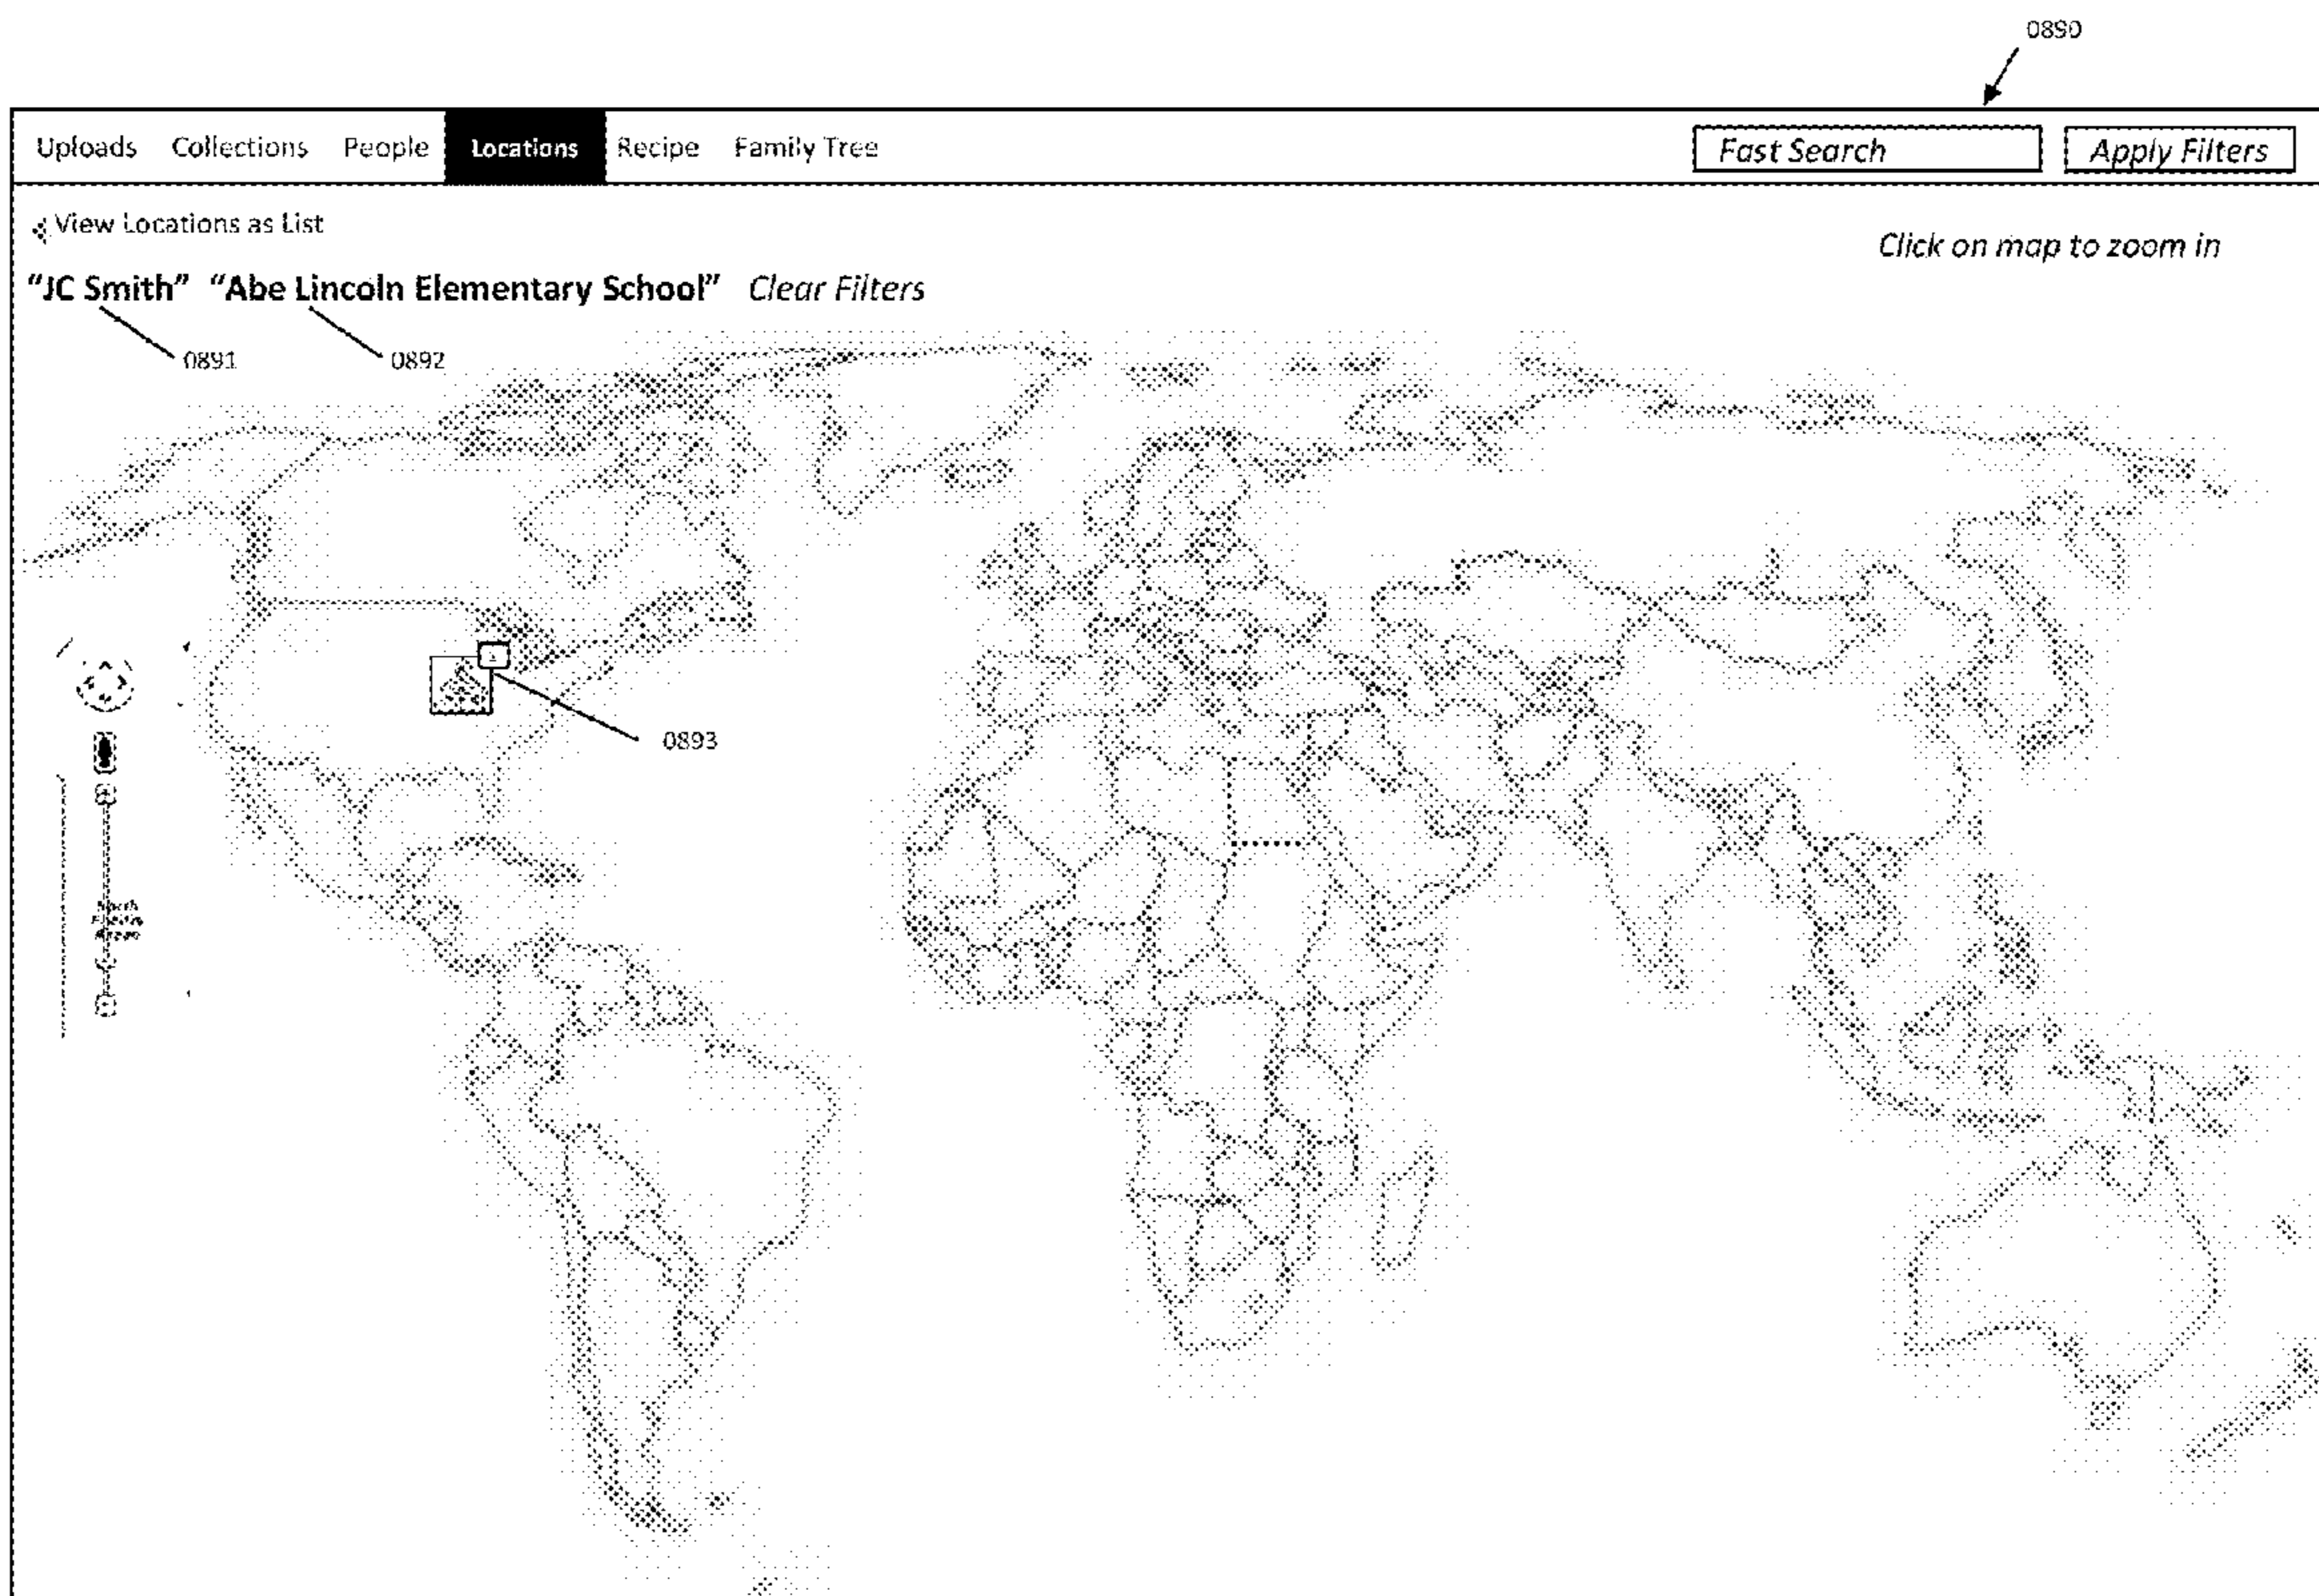 0890
Uploads Collections People Locations Recipe Family Tree Fast Search Apply Filters
View Locations as List
Click on map to zoom in
“JC Smith” “Abe Lincoln Elementary School” Clear Filters
0891 0892
0893
North